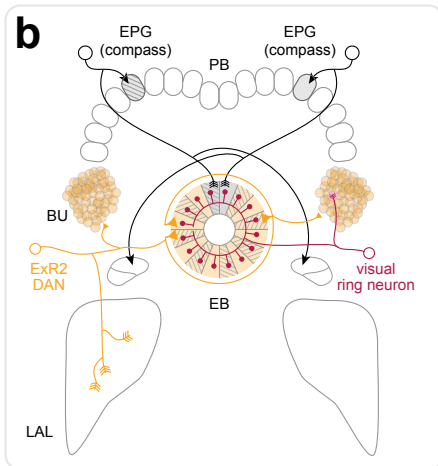 b
EPG
(compass)
EPG
(compass)
PB
BU
ExR2
DAN
EB
visual
ring neuron
LAL